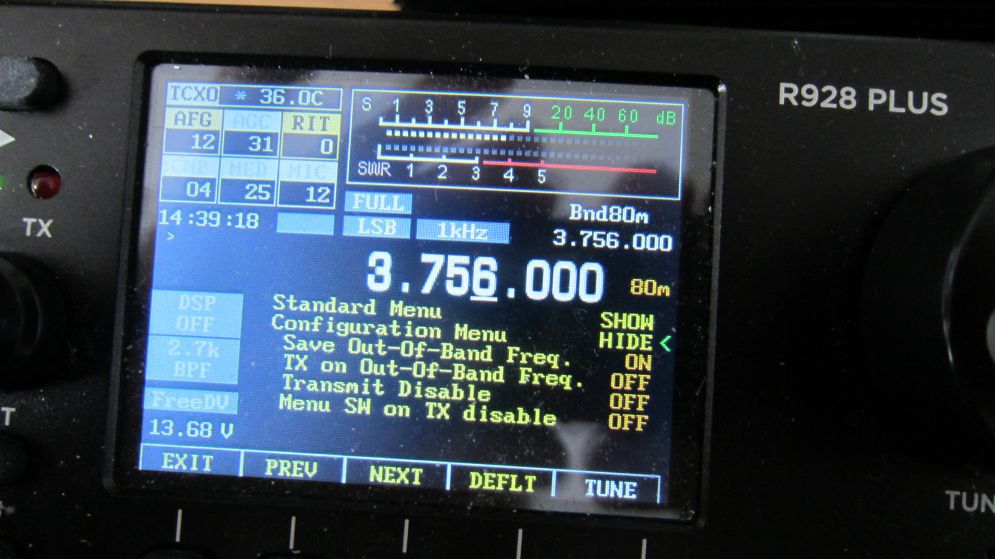 R928 PLUS
TCXO * 36.0C
AFG AGC RIT
12 31 0
CMP NED MIC
04 25 12
S 1 3 5 7 9 20 40 60 dB
SWR 1 2 3 4 5
TX
14:39:18
>
FULL
LSB 1kHz
Bnd80m
3.756.000
3.756.000 80m
DSP
OFF
2.7k
BPF
FreeDV
13.68 V
Standard Menu SHOW
Configuration Menu HIDE <
Save Out-Of-Band Freq. ON
TX on Out-Of-Band Freq. OFF
Transmit Disable OFF
Menu SW on TX disable OFF
EXIT PREV NEXT DEFLT TUNE
TUN